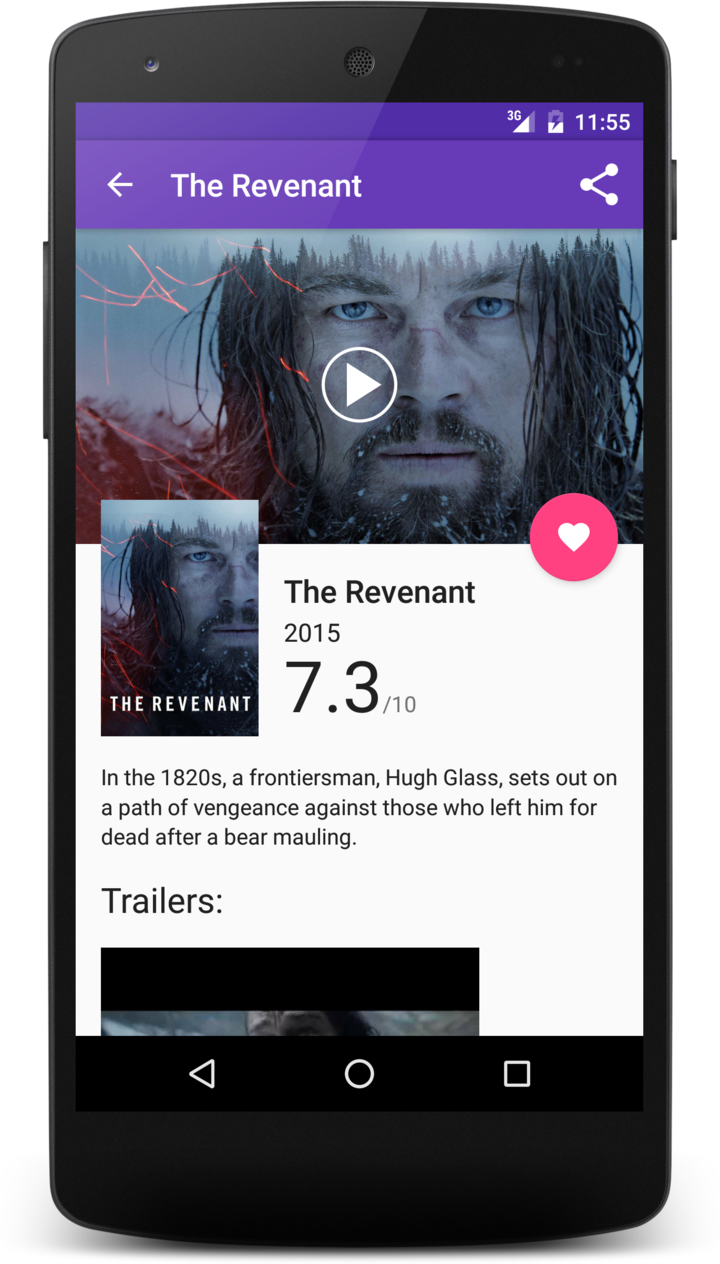 3G 11:55
The Revenant
THE REVENANT
The Revenant
2015
7.3/10
In the 1820s, a frontiersman, Hugh Glass, sets out on
a path of vengeance against those who left him for
dead after a bear mauling.
Trailers: